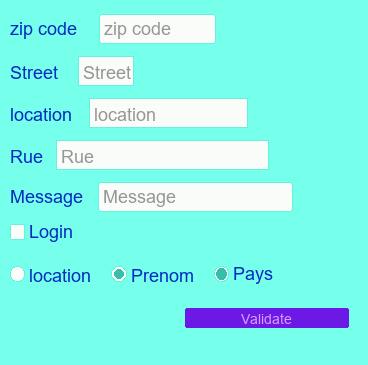 zip code zip code
Street Street
location location
Rue Rue
Message Message
Login
location Prenom Pays
Validate